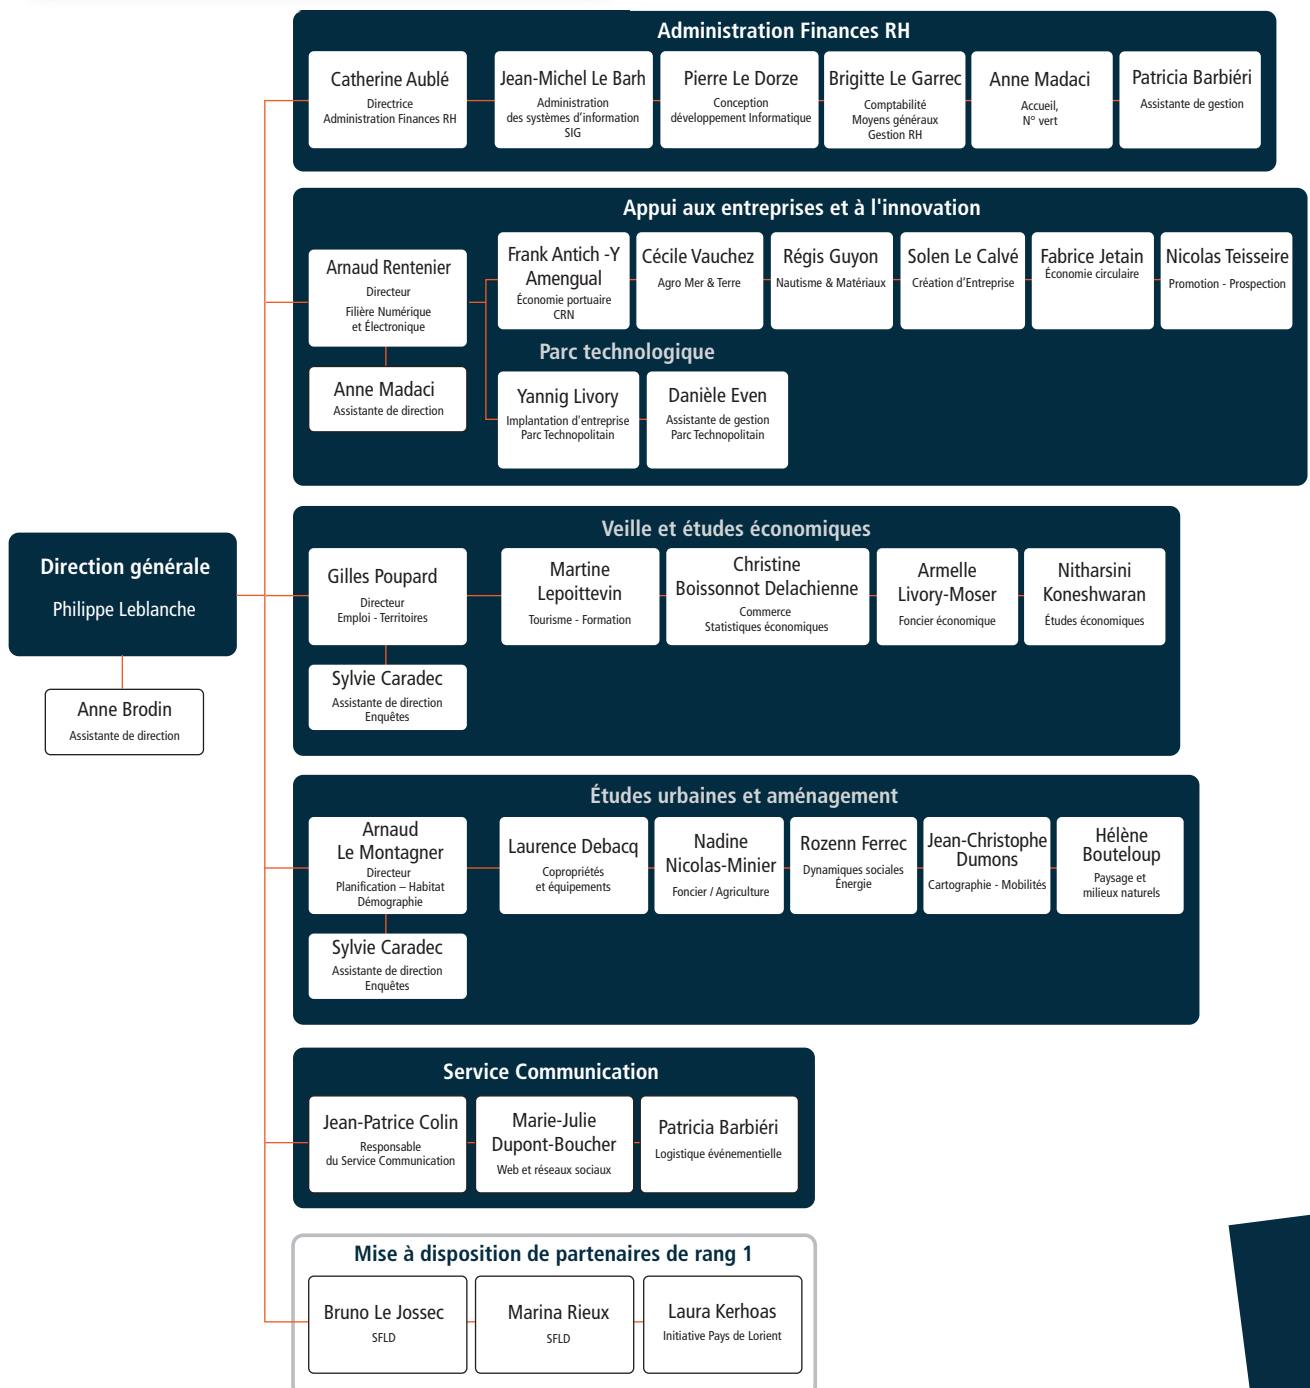 Administration Finances RH
Catherine Aublé
Directrice
Administration Finances RH
Jean-Michel Le Barh
Administration
des systèmes d'information
SIG
Pierre Le Dorze
Conception
développement Informatique
Brigitte Le Garrec
Comptabilité
Moyens généraux
Gestion RH
Anne Madaci
Accueil,
N° vert
Patricia Barbiéri
Assistante de gestion
Appui aux entreprises et à l'innovation
Arnaud Rentenier
Directeur
Filière Numérique
et Électronique
Anne Madaci
Assistante de direction
Frank Antich -Y
Amengual
Économie portuaire
CRN
Cécile Vauchez
Agro Mer & Terre
Régis Guyon
Nautisme & Matériaux
Solen Le Calvé
Création d'Entreprise
Fabrice Jetain
Économie circulaire
Nicolas Teisseire
Promotion - Prospection
Parc technologique
Yannig Livory
Implantation d'entreprise
Parc Technopolitain
Danièle Even
Assistante de gestion
Parc Technopolitain
Direction générale
Philippe Leblanche
Anne Brodin
Assistante de direction
Veille et études économiques
Gilles Poupard
Directeur
Emploi - Territoires
Sylvie Caradec
Assistante de direction
Enquêtes
Martine
Lepoittevin
Tourisme - Formation
Christine
Boissonnot Delachienne
Commerce
Statistiques économiques
Armelle
Livory-Moser
Foncier économique
Nitharsini
Koneshwaran
Études économiques
Études urbaines et aménagement
Arnaud
Le Montagner
Directeur
Planification – Habitat
Démographie
Sylvie Caradec
Assistante de direction
Enquêtes
Laurence Debacq
Copropriétés
et équipements
Nadine
Nicolas-Minier
Foncier / Agriculture
Rozenn Ferrec
Dynamiques sociales
Énergie
Jean-Christophe
Dumons
Cartographie - Mobilités
Hélène
Bouteloup
Paysage et
milieux naturels
Service Communication
Jean-Patrice Colin
Responsable
du Service Communication
Marie-Julie
Dupont-Boucher
Web et réseaux sociaux
Patricia Barbiéri
Logistique événementielle
Mise à disposition de partenaires de rang 1
Bruno Le Jossec
SFLD
Marina Rieux
SFLD
Laura Kerhoas
Initiative Pays de Lorient